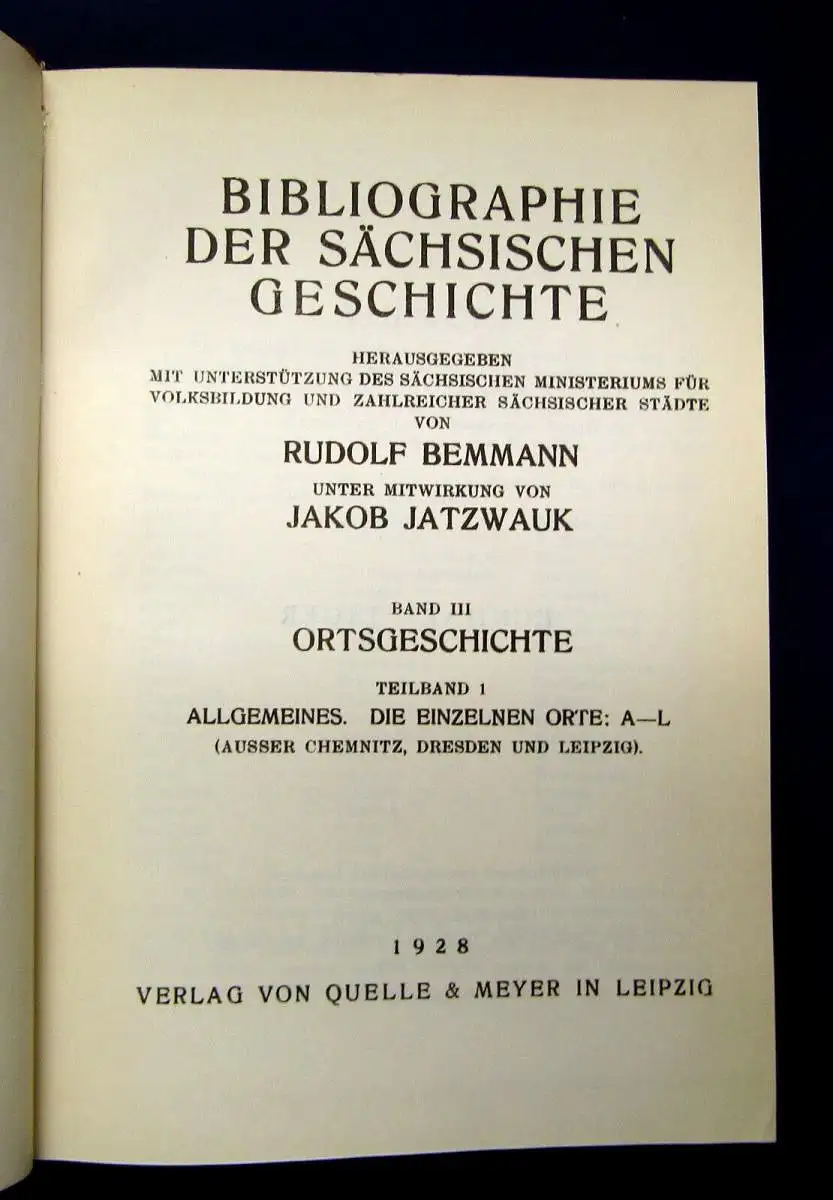 BIBLIOGRAPHIE
DER SÄCHSISCHEN
GESCHICHTE
HERAUSGEGEBEN
MIT UNTERSTÜTZUNG DES SÄCHSISCHEN MINISTERIUMS FÜR
VOLKSBILDUNG UND ZAHLREICHER SÄCHSISCHER STÄDTE
VON
RUDOLF BEMMANN
UNTER MITWIRKUNG VON
JAKOB JATZWAUK
BAND III
ORTSGESCHICHTE
TEILBAND 1
ALLGEMEINES. DIE EINZELNEN ORTE: A—L
(AUSSER CHEMNITZ, DRESDEN UND LEIPZIG).
1928
VERLAG VON QUELLE & MEYER IN LEIPZIG